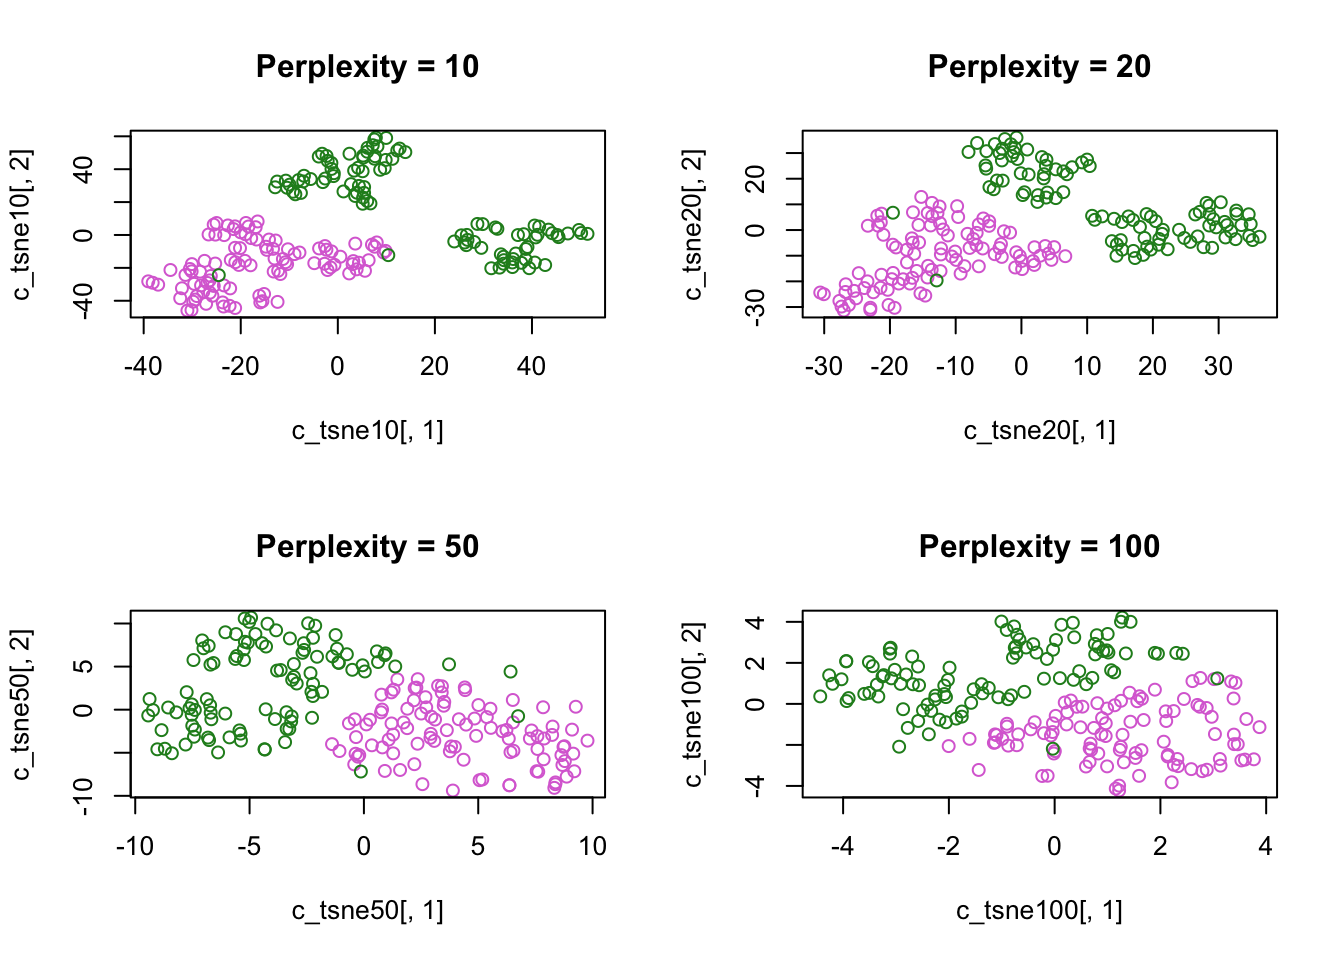 Perplexity = 10
c_tsne10[, 2]
40
0
-40
-40
-20
0
20
40
c_tsne10[, 1]
Perplexity = 20
c_tsne20[, 2]
20
0
-30
-30
-20
-10
0
10
20
30
c_tsne20[, 1]
Perplexity = 50
c_tsne50[, 2]
5
0
-10
-10
-5
0
5
10
c_tsne50[, 1]
Perplexity = 100
c_tsne100[, 2]
4
2
0
-4
-4
-2
0
2
4
c_tsne100[, 1]